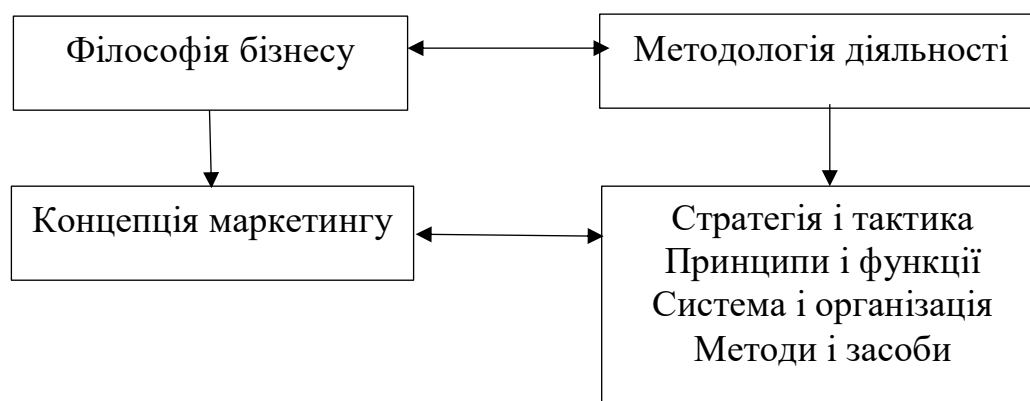 Філософія бізнесу
Методологія діяльності
Концепція маркетингу
Стратегія і тактика
Принципи і функції
Система і організація
Методи і засоби